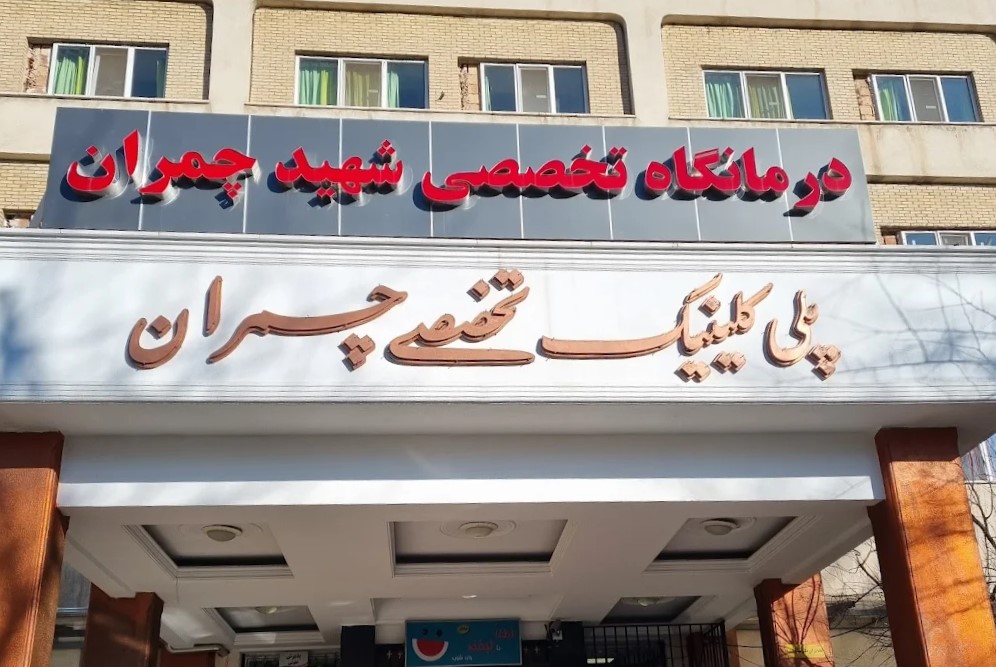 درمانگاه تخصصی شهید چمران
پلی کلینیک تخصصی چمران